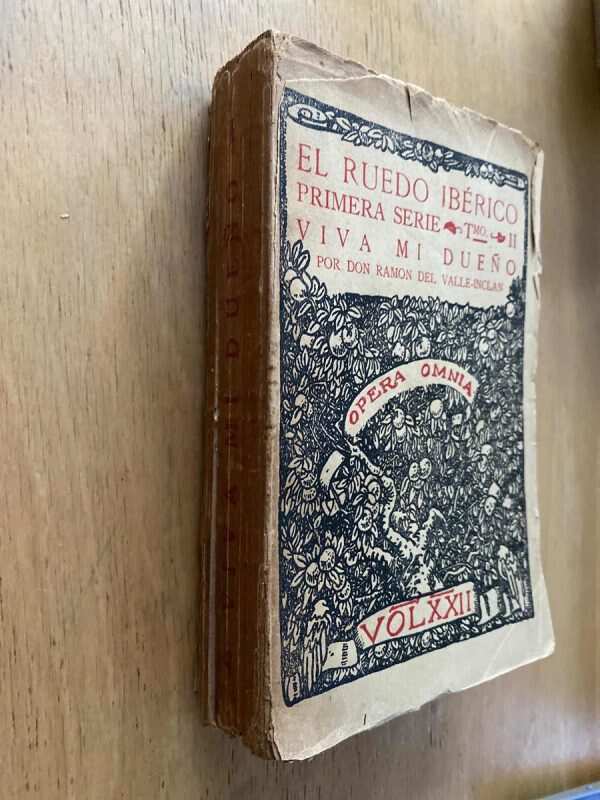 EL RUEDO IBÉRICO
PRIMERA SERIE TMO. II
VIVA MI DUEÑO
POR DON RAMON DEL VALLE-INCLAN
OPERA OMNIA
VOL XXII
MI DUEÑO